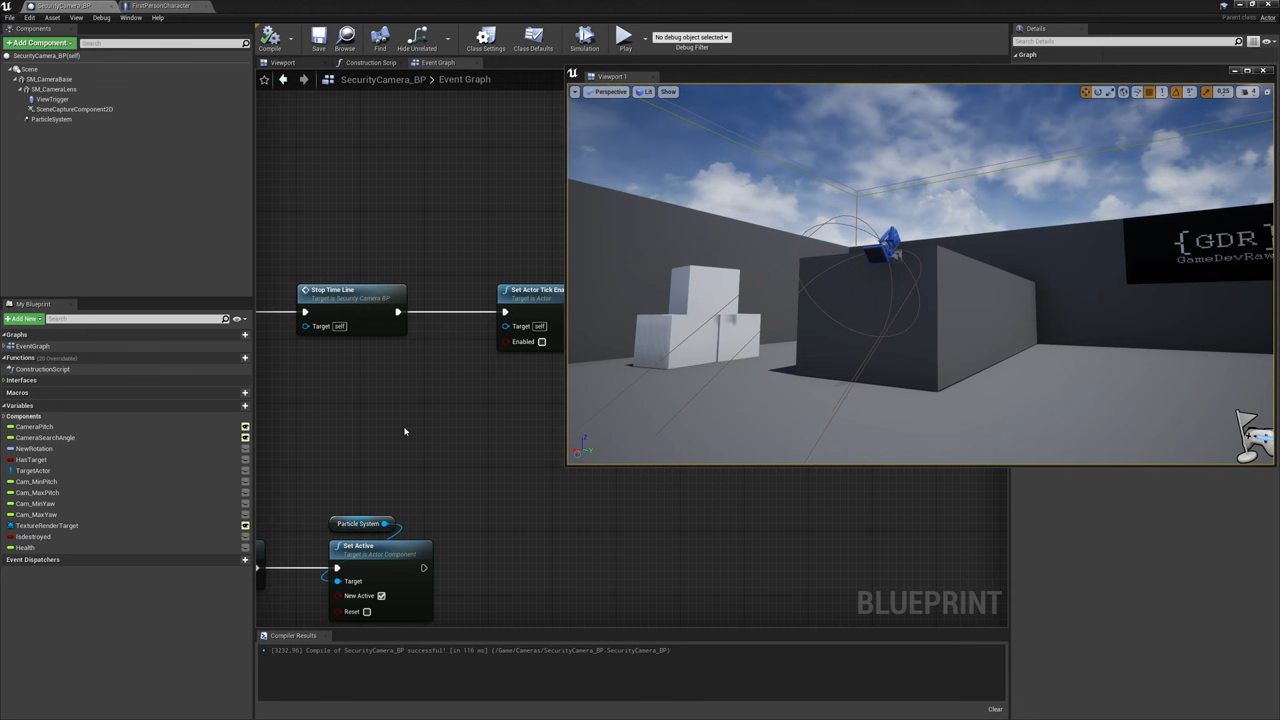 SecurityCamera_BP
FirstPersonCharacter
File Edit Asset View Debug Window Help
Parent class: Actor
Components
+Add Component
Search
SecurityCamera_BP(self)
Scene
SM_CameraBase
SM_CameraLens
ViewTrigger
SceneCaptureComponent2D
ParticleSystem
My Blueprint
+Add New
Search
Graphs
EventGraph
Functions (20 Overridable)
ConstructionScript
Interfaces
Macros
Variables
Components
CameraPitch
CameraSearchAngle
NewRotation
HasTarget
TargetActor
Cam_MinPitch
Cam_MaxPitch
Cam_MinYaw
Cam_MaxYaw
TextureRenderTarget
Isdestroyed
Health
Event Dispatchers
Compile
Save
Browse
Find
Hide Unrelated
Class Settings
Class Defaults
Simulation
Play
No debug object selected
Debug Filter
Viewport
Construction Scrip
Event Graph
SecurityCamera_BP > Event Graph
Stop Time Line
Target is Security Camera BP
Target self
Set Actor Tick Ena
Target is Actor
Target self
Enabled
Particle System
Set Active
Target is Actor Component
Target
New Active
Reset
BLUEPRINT
Compiler Results
[3232,96] Compile of SecurityCamera_BP successful! [in 116 ms] (/Game/Cameras/SecurityCamera_BP.SecurityCamera_BP)
Clear
Details
Search Details
Graph
Viewport 1
Perspective
Lit
Show
5°
0,25
4
{GDR
GameDevRaw
Z
Y